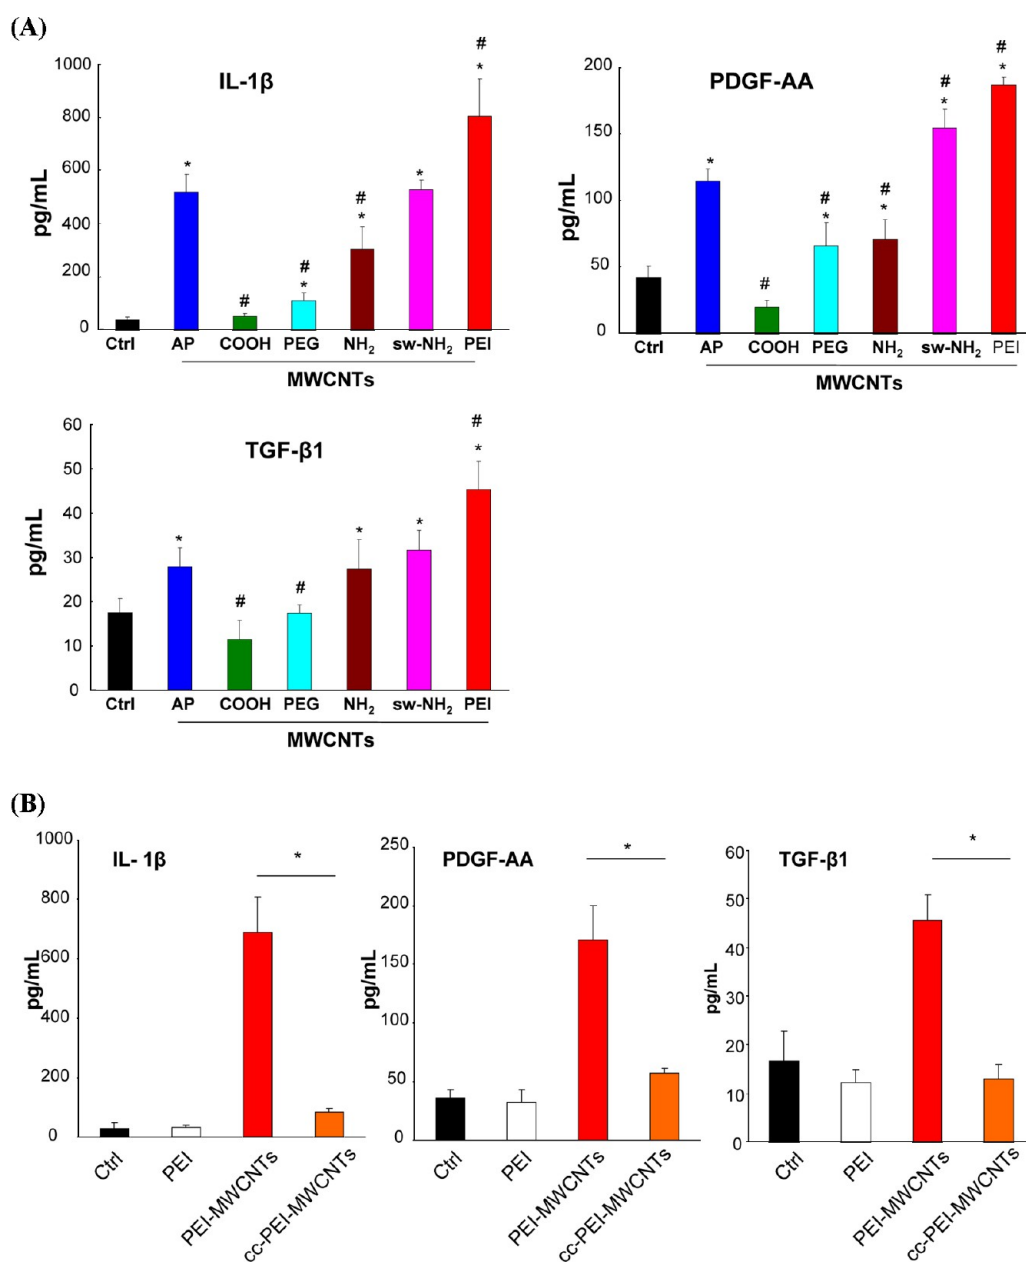 (A)
IL-1β
pg/mL
1000
800
600
400
200
0
*
#
#
*
#
*
*
#
*
Ctrl AP COOH PEG NH₂ sw-NH₂ PEI
MWCNTs
PDGF-AA
pg/mL
200
150
100
50
0
*
#
#
*
#
*
#
*
#
*
Ctrl AP COOH PEG NH₂ sw-NH₂ PEI
MWCNTs
TGF-β1
pg/mL
60
50
40
30
20
10
0
*
#
#
*
*
#
*
Ctrl AP COOH PEG NH₂ sw-NH₂ PEI
MWCNTs
(B)
IL- 1β
pg/mL
1000
800
600
400
200
0
*
Ctrl
PEI
PEI-MWCNTs
cc-PEI-MWCNTs
PDGF-AA
pg/mL
250
200
150
100
50
0
*
Ctrl
PEI
PEI-MWCNTs
cc-PEI-MWCNTs
TGF-β1
pg/mL
60
50
40
30
20
10
0
*
Ctrl
PEI
PEI-MWCNTs
cc-PEI-MWCNTs